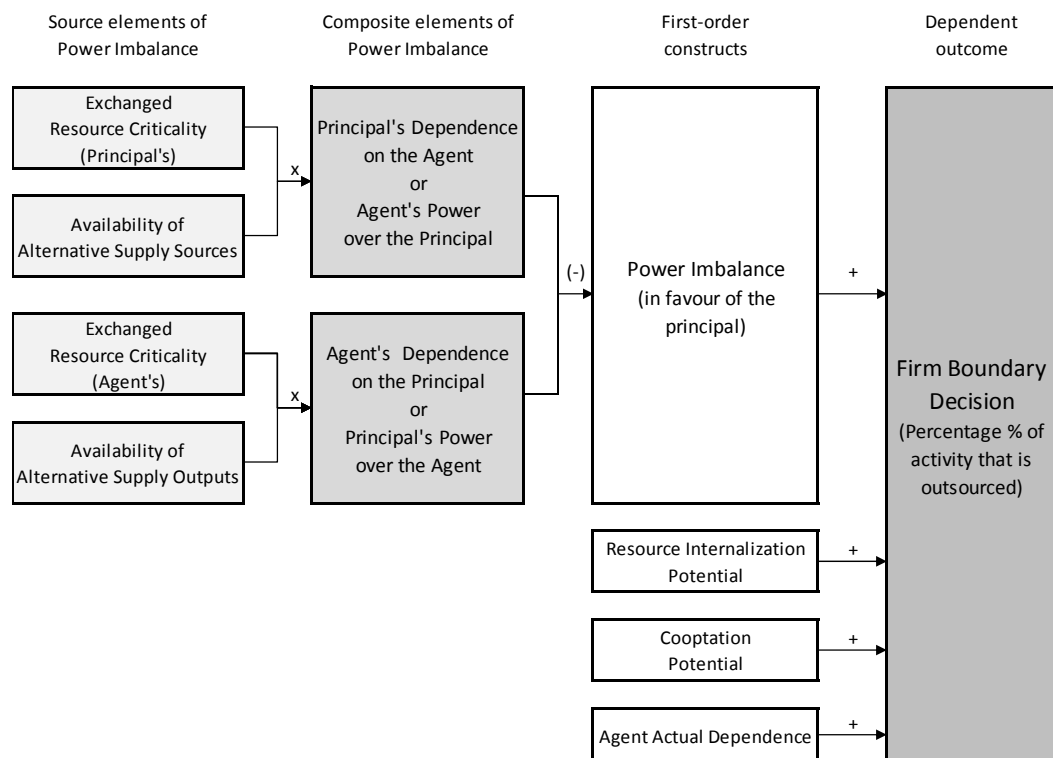 Source elements of
Power Imbalance
Composite elements of
Power Imbalance
First-order
constructs
Dependent
outcome
Exchanged
Resource Criticality
(Principal's)
Availability of
Alternative Supply Sources
x
Principal's Dependence
on the Agent
or
Agent's Power
over the Principal
Exchanged
Resource Criticality
(Agent's)
Availability of
Alternative Supply Outputs
x
Agent's Dependence
on the Principal
or
Principal's Power
over the Agent
(-)
Power Imbalance
(in favour of the
principal)
+
Resource Internalization
Potential
+
Cooptation
Potential
+
Agent Actual Dependence
+
Firm Boundary
Decision
(Percentage % of
activity that is
outsourced)